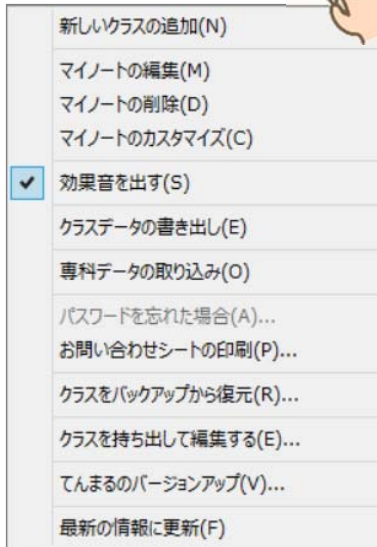 新しいクラスの追加(N)
マイノートの編集(M)
マイノートの削除(D)
マイノートのカスタマイズ(C)
効果音を出す(S)
クラスデータの書き出し(E)
専科データの取り込み(O)
パスワードを忘れた場合(A)...
お問い合わせシートの印刷(P)...
クラスをバックアップから復元(R)...
クラスを持ち出して編集する(E)...
てんまるのバージョンアップ(V)...
最新の情報に更新(F)